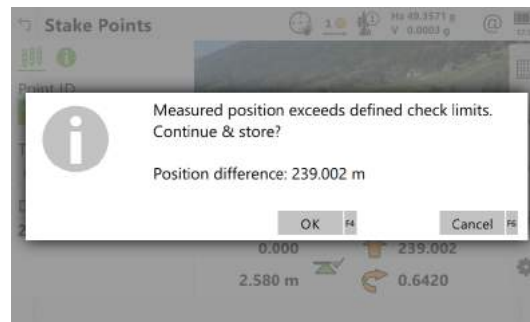 Stake Points
1
Hz 49.3571 g
V 0.0003 g
@
Point ID
Measured position exceeds defined check limits.
Continue & store?
Position difference: 239.002 m
OK F4
Cancel F6
0.000
239.002
2.580 m
0.6420